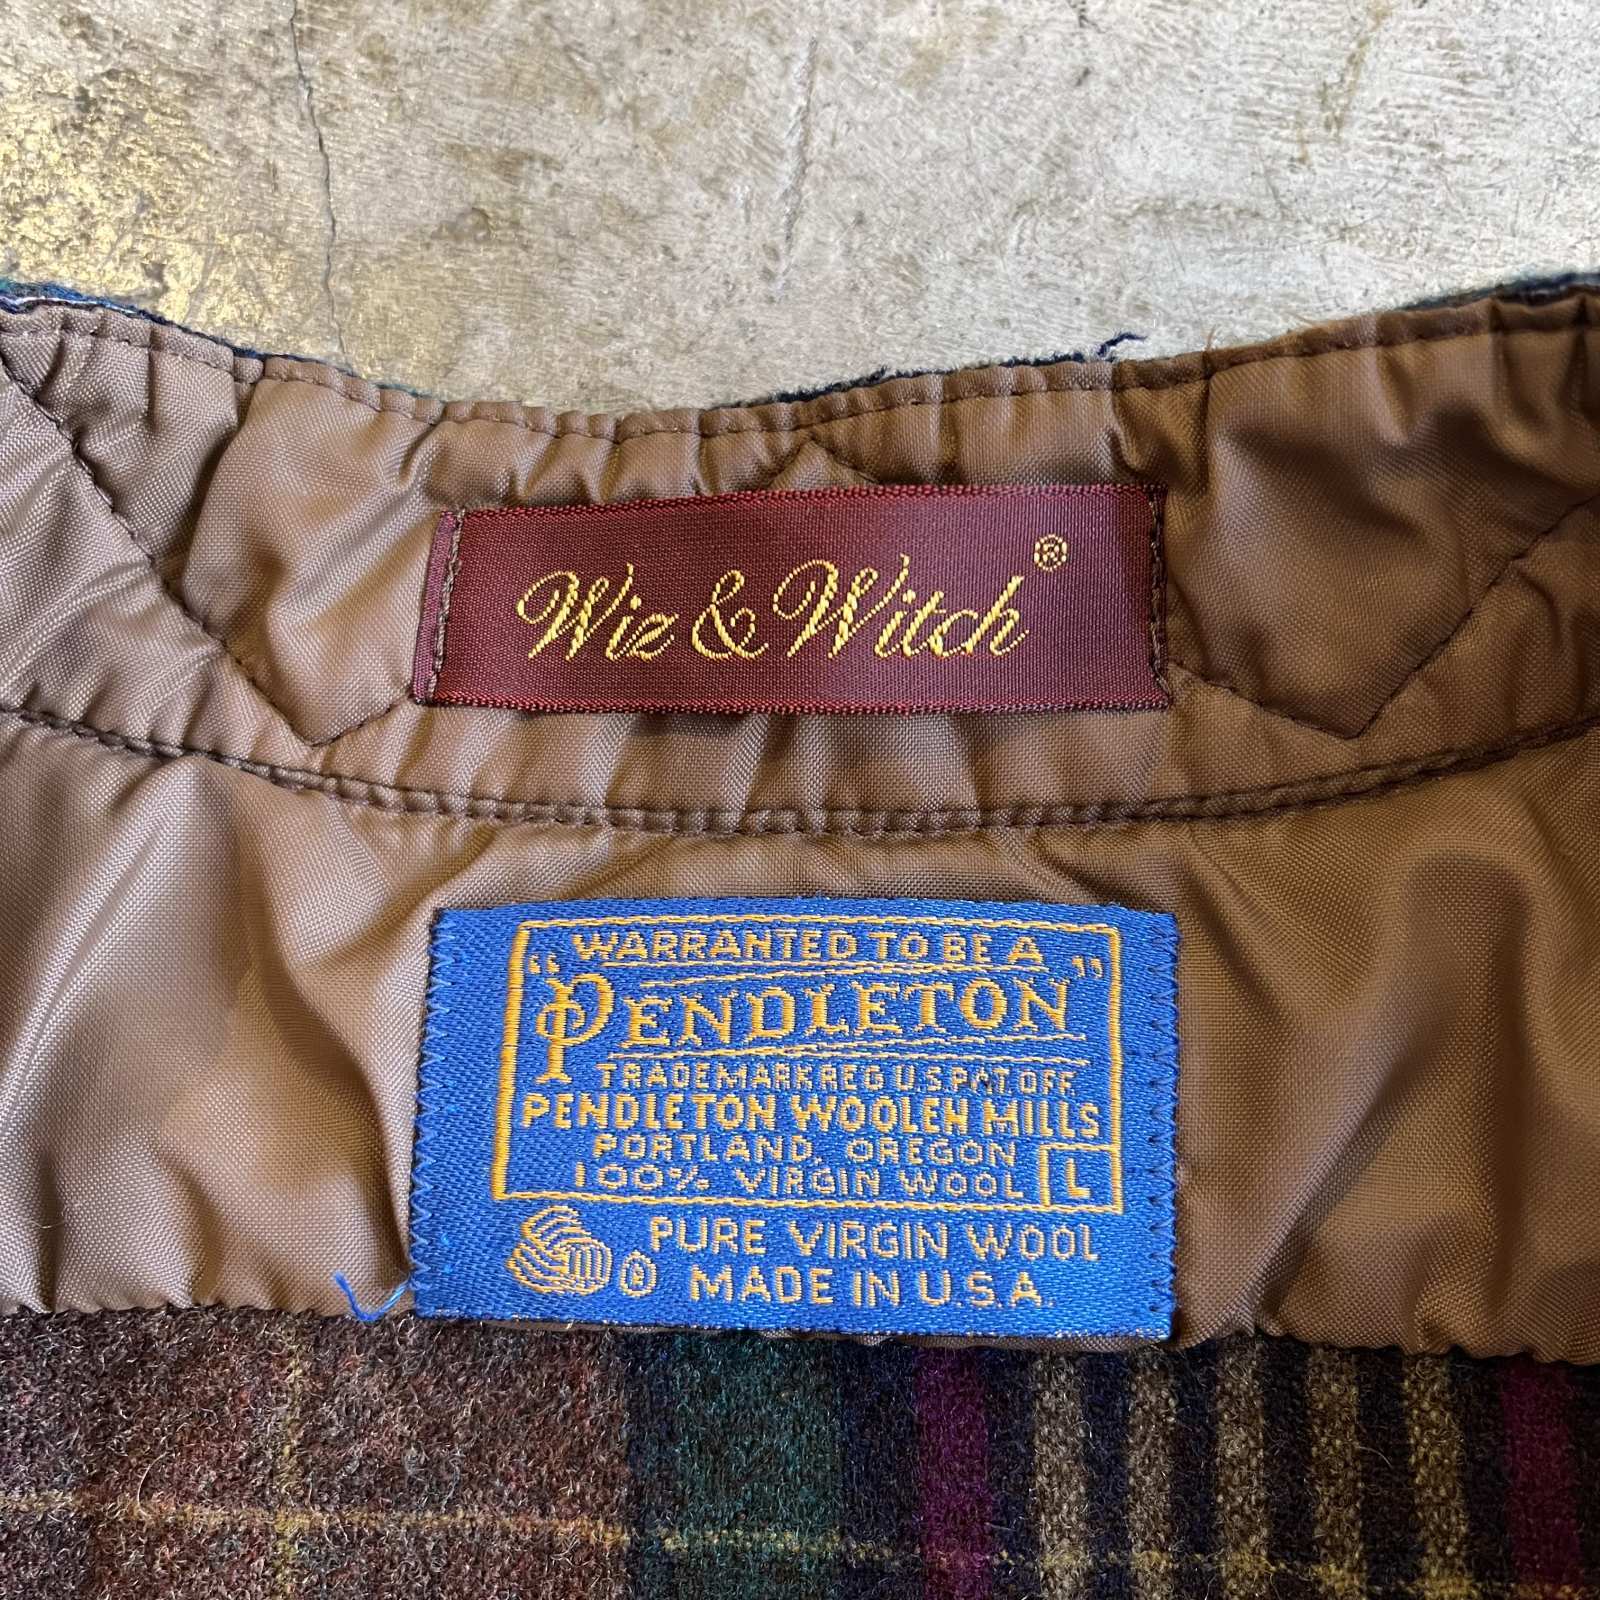 Wiz & Witch ®
WARRANTED TO BE A
"PENDLETON"
TRADEMARK REG U.S. PAT. OFF.
PENDLETON WOOLEN MILLS
PORTLAND, OREGON
100% VIRGIN WOOL L
® PURE VIRGIN WOOL
MADE IN U.S.A.